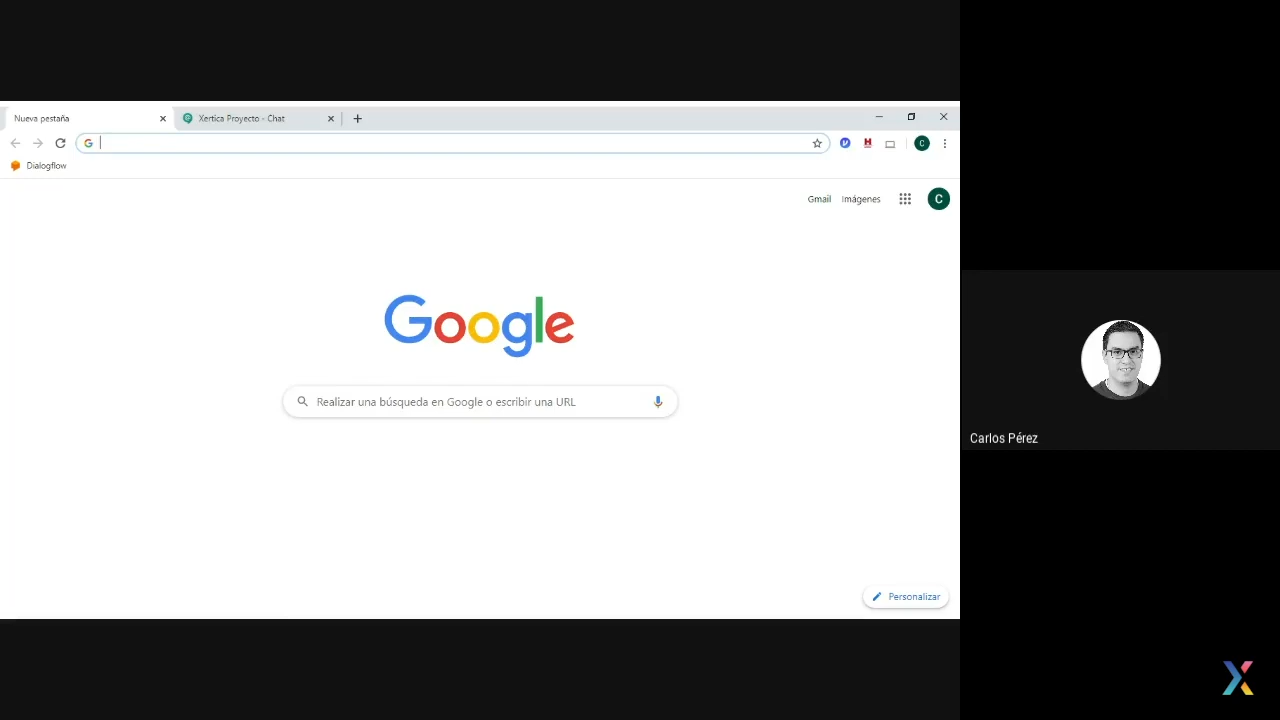 Nueva pestaña
Xertica Proyecto - Chat
Dialogflow
C
Gmail
Imágenes
C
Google
Realizar una búsqueda en Google o escribir una URL
Personalizar
Carlos Pérez
X